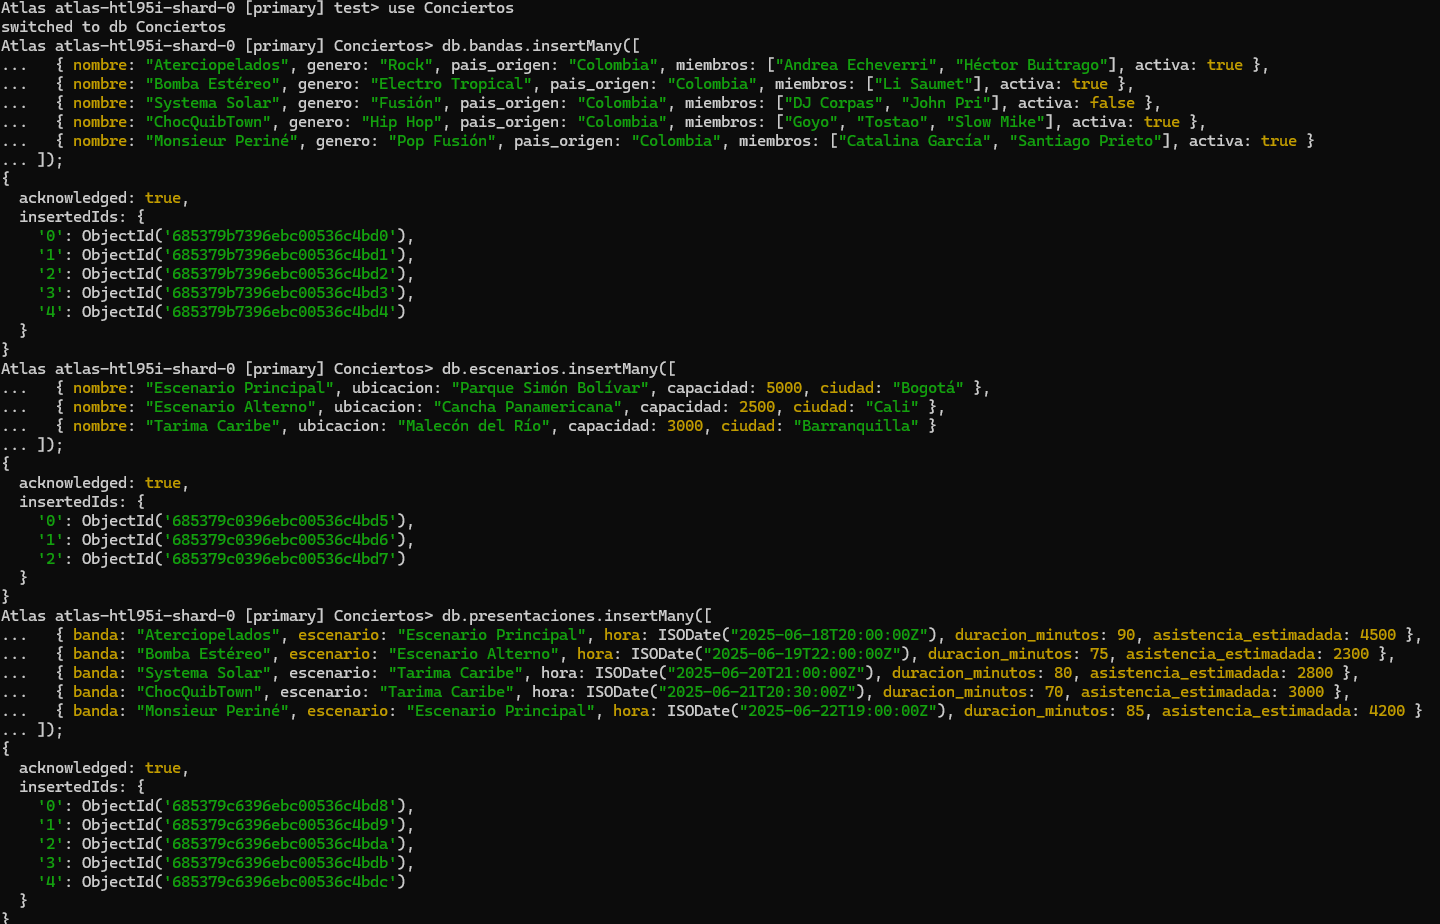 Atlas atlas-htl95i-shard-0 [primary] test> use Conciertos
switched to db Conciertos
Atlas atlas-htl95i-shard-0 [primary] Conciertos> db.bandas.insertMany([
...   { nombre: "Aterciopelados", genero: "Rock", pais_origen: "Colombia", miembros: ["Andrea Echeverri", "Héctor Buitrago"], activa: true },
...   { nombre: "Bomba Estéreo", genero: "Electro Tropical", pais_origen: "Colombia", miembros: ["Li Saumet"], activa: true },
...   { nombre: "Systema Solar", genero: "Fusión", pais_origen: "Colombia", miembros: ["DJ Corpas", "John Pri"], activa: false },
...   { nombre: "ChocQuibTown", genero: "Hip Hop", pais_origen: "Colombia", miembros: ["Goyo", "Tostao", "Slow Mike"], activa: true },
...   { nombre: "Monsieur Periné", genero: "Pop Fusión", pais_origen: "Colombia", miembros: ["Catalina García", "Santiago Prieto"], activa: true }
... ]);
{
  acknowledged: true,
  insertedIds: {
    '0': ObjectId('685379b7396ebc00536c4bd0'),
    '1': ObjectId('685379b7396ebc00536c4bd1'),
    '2': ObjectId('685379b7396ebc00536c4bd2'),
    '3': ObjectId('685379b7396ebc00536c4bd3'),
    '4': ObjectId('685379b7396ebc00536c4bd4')
  }
}
Atlas atlas-htl95i-shard-0 [primary] Conciertos> db.escenarios.insertMany([
...   { nombre: "Escenario Principal", ubicacion: "Parque Simón Bolívar", capacidad: 5000, ciudad: "Bogotá" },
...   { nombre: "Escenario Alterno", ubicacion: "Cancha Panamericana", capacidad: 2500, ciudad: "Cali" },
...   { nombre: "Tarima Caribe", ubicacion: "Malecón del Río", capacidad: 3000, ciudad: "Barranquilla" }
... ]);
{
  acknowledged: true,
  insertedIds: {
    '0': ObjectId('685379c0396ebc00536c4bd5'),
    '1': ObjectId('685379c0396ebc00536c4bd6'),
    '2': ObjectId('685379c0396ebc00536c4bd7')
  }
}
Atlas atlas-htl95i-shard-0 [primary] Conciertos> db.presentaciones.insertMany([
...   { banda: "Aterciopelados", escenario: "Escenario Principal", hora: ISODate("2025-06-18T20:00:00Z"), duracion_minutos: 90, asistencia_estimadada: 4500 },
...   { banda: "Bomba Estéreo", escenario: "Escenario Alterno", hora: ISODate("2025-06-19T22:00:00Z"), duracion_minutos: 75, asistencia_estimadada: 2300 },
...   { banda: "Systema Solar", escenario: "Tarima Caribe", hora: ISODate("2025-06-20T21:00:00Z"), duracion_minutos: 80, asistencia_estimadada: 2800 },
...   { banda: "ChocQuibTown", escenario: "Tarima Caribe", hora: ISODate("2025-06-21T20:30:00Z"), duracion_minutos: 70, asistencia_estimadada: 3000 },
...   { banda: "Monsieur Periné", escenario: "Escenario Principal", hora: ISODate("2025-06-22T19:00:00Z"), duracion_minutos: 85, asistencia_estimadada: 4200 }
... ]);
{
  acknowledged: true,
  insertedIds: {
    '0': ObjectId('685379c6396ebc00536c4bd8'),
    '1': ObjectId('685379c6396ebc00536c4bd9'),
    '2': ObjectId('685379c6396ebc00536c4bda'),
    '3': ObjectId('685379c6396ebc00536c4bdb'),
    '4': ObjectId('685379c6396ebc00536c4bdc')
  }
}